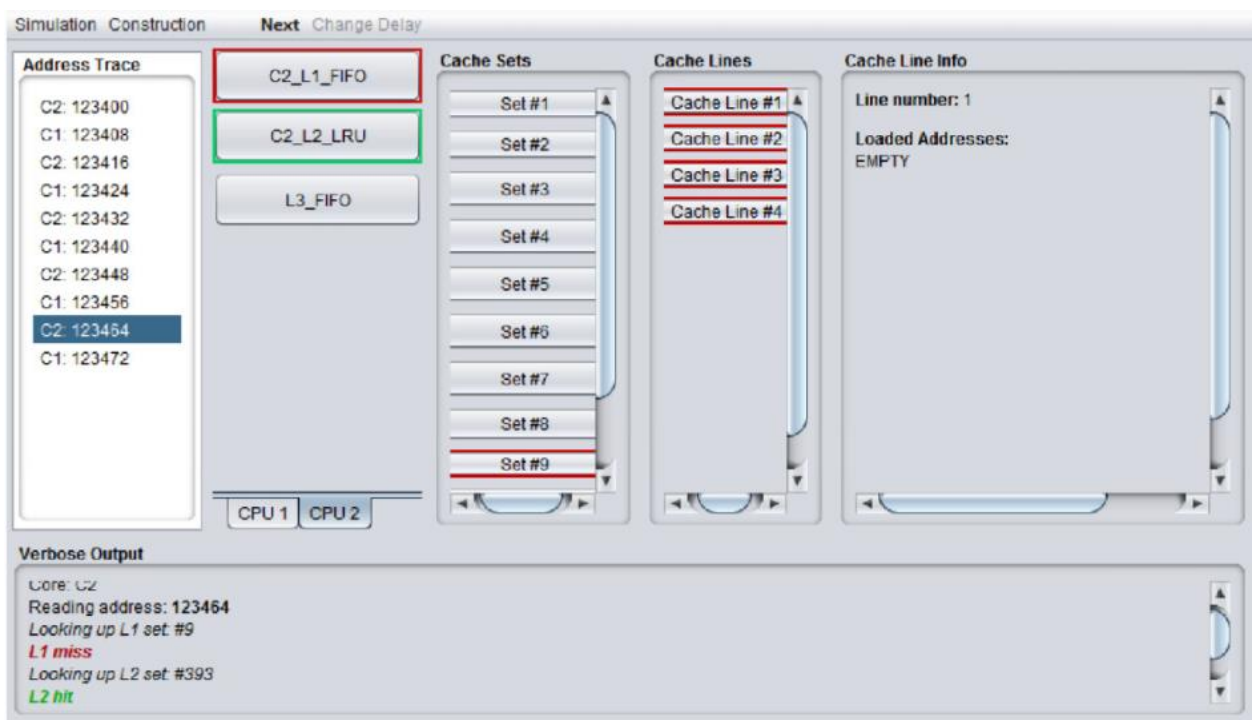 Simulation Construction Next Change Delay
Address Trace
C2: 123400
C1: 123408
C2: 123416
C1: 123424
C2: 123432
C1: 123440
C2: 123448
C1: 123456
C2: 123464
C1: 123472
C2_L1_FIFO
C2_L2_LRU
L3_FIFO
CPU 1 CPU 2
Cache Sets
Set #1
Set #2
Set #3
Set #4
Set #5
Set #6
Set #7
Set #8
Set #9
Cache Lines
Cache Line #1
Cache Line #2
Cache Line #3
Cache Line #4
Cache Line Info
Line number: 1
Loaded Addresses:
EMPTY
Verbose Output
Core: C2
Reading address: 123464
Looking up L1 set: #9
L1 miss
Looking up L2 set: #393
L2 hit